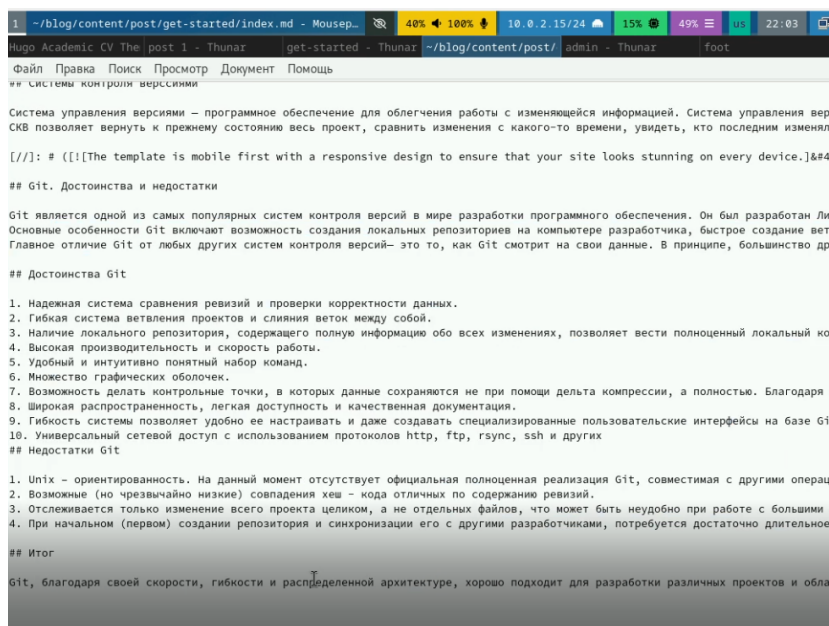 1 ~/blog/content/post/get-started/index.md - Mousep… 40% 100% 10.0.2.15/24 15% 49% us 22:03
Hugo Academic CV The post 1 - Thunar get-started - Thunar ~/blog/content/post/ admin - Thunar foot
Файл Правка Поиск Просмотр Документ Помощь
## Системы контроля верссиями
Система управления версиями — программное обеспечение для облегчения работы с изменяющейся информацией. Система управления вер
СКВ позволяет вернуть к прежнему состоянию весь проект, сравнить изменения с какого-то времени, увидеть, кто последним изменял
[//]: # ([![The template is mobile first with a responsive design to ensure that your site looks stunning on every device.]&#4
## Git. Достоинства и недостатки
Git является одной из самых популярных систем контроля версий в мире разработки программного обеспечения. Он был разработан Ли
Основные особенности Git включают возможность создания локальных репозиториев на компьютере разработчика, быстрое создание вет
Главное отличие Git от любых других систем контроля версий— это то, как Git смотрит на свои данные. В принципе, большинство др
## Достоинства Git
1. Надежная система сравнения ревизий и проверки корректности данных.
2. Гибкая система ветвления проектов и слияния веток между собой.
3. Наличие локального репозитория, содержащего полную информацию обо всех изменениях, позволяет вести полноценный локальный ко
4. Высокая производительность и скорость работы.
5. Удобный и интуитивно понятный набор команд.
6. Множество графических оболочек.
7. Возможность делать контрольные точки, в которых данные сохраняются не при помощи дельта компрессии, а полностью. Благодаря
8. Широкая распространенность, легкая доступность и качественная документация.
9. Гибкость системы позволяет удобно ее настраивать и даже создавать специализированные пользовательские интерфейсы на базе Gi
10. Универсальный сетевой доступ с использованием протоколов http, ftp, rsync, ssh и других
## Недостатки Git
1. Unix – ориентированность. На данный момент отсутствует официальная полноценная реализация Git, совместимая с другими операц
2. Возможные (но чрезвычайно низкие) совпадения хеш - кода отличных по содержанию ревизий.
3. Отслеживается только изменение всего проекта целиком, а не отдельных файлов, что может быть неудобно при работе с большими
4. При начальном (первом) создании репозитория и синхронизации его с другими разработчиками, потребуется достаточно длительное
## Итог
Git, благодаря своей скорости, гибкости и распределенной архитектуре, хорошо подходит для разработки различных проектов и обла